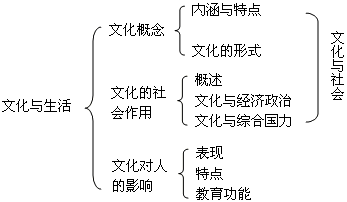 文化与生活
文化概念
内涵与特点
文化的形式
文化的社
会作用
概述
文化与经济政治
文化与综合国力
文化与社会
文化对人
的影响
表现
特点
教育功能